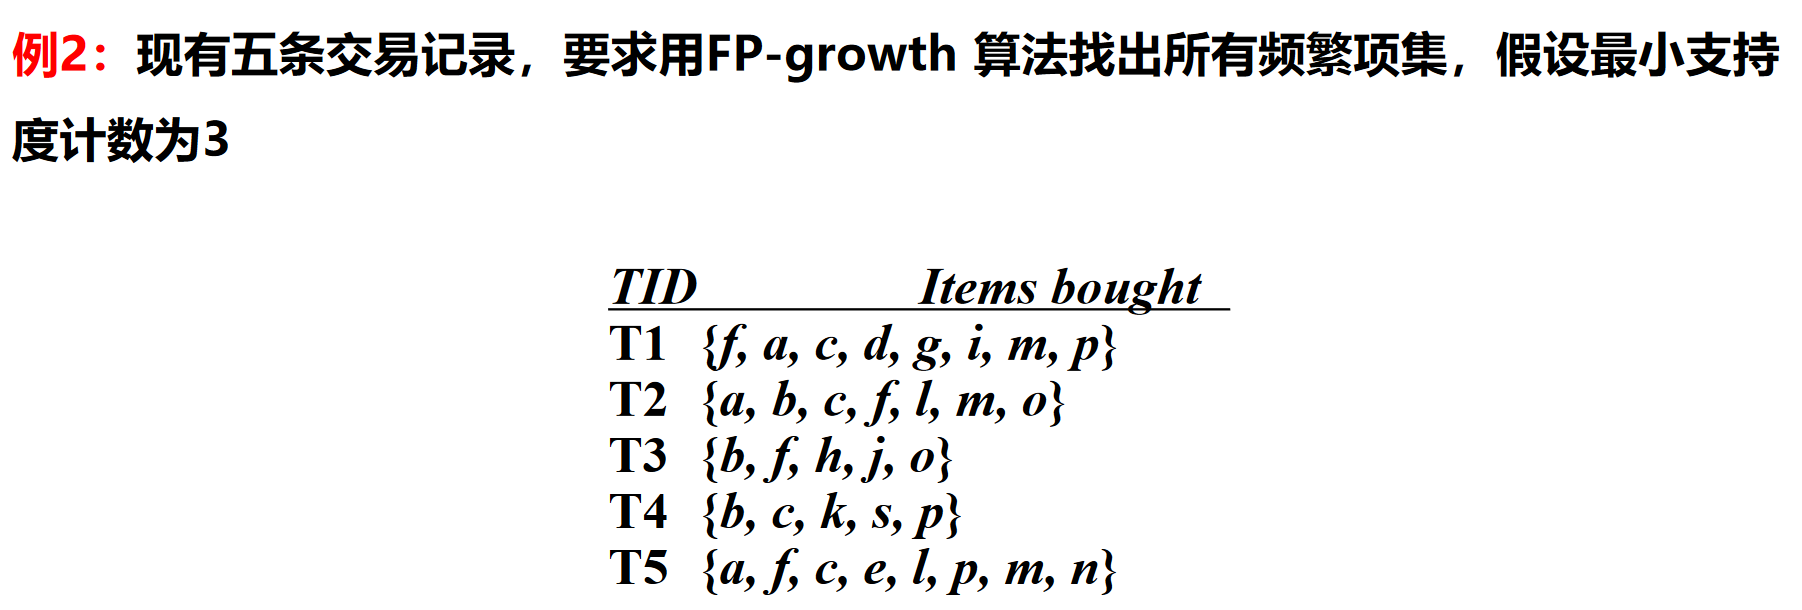 例2：现有五条交易记录，要求用FP-growth 算法找出所有频繁项集，假设最小支持
度计数为3
TID Items bought
T1 {f, a, c, d, g, i, m, p}
T2 {a, b, c, f, l, m, o}
T3 {b, f, h, j, o}
T4 {b, c, k, s, p}
T5 {a, f, c, e, l, p, m, n}